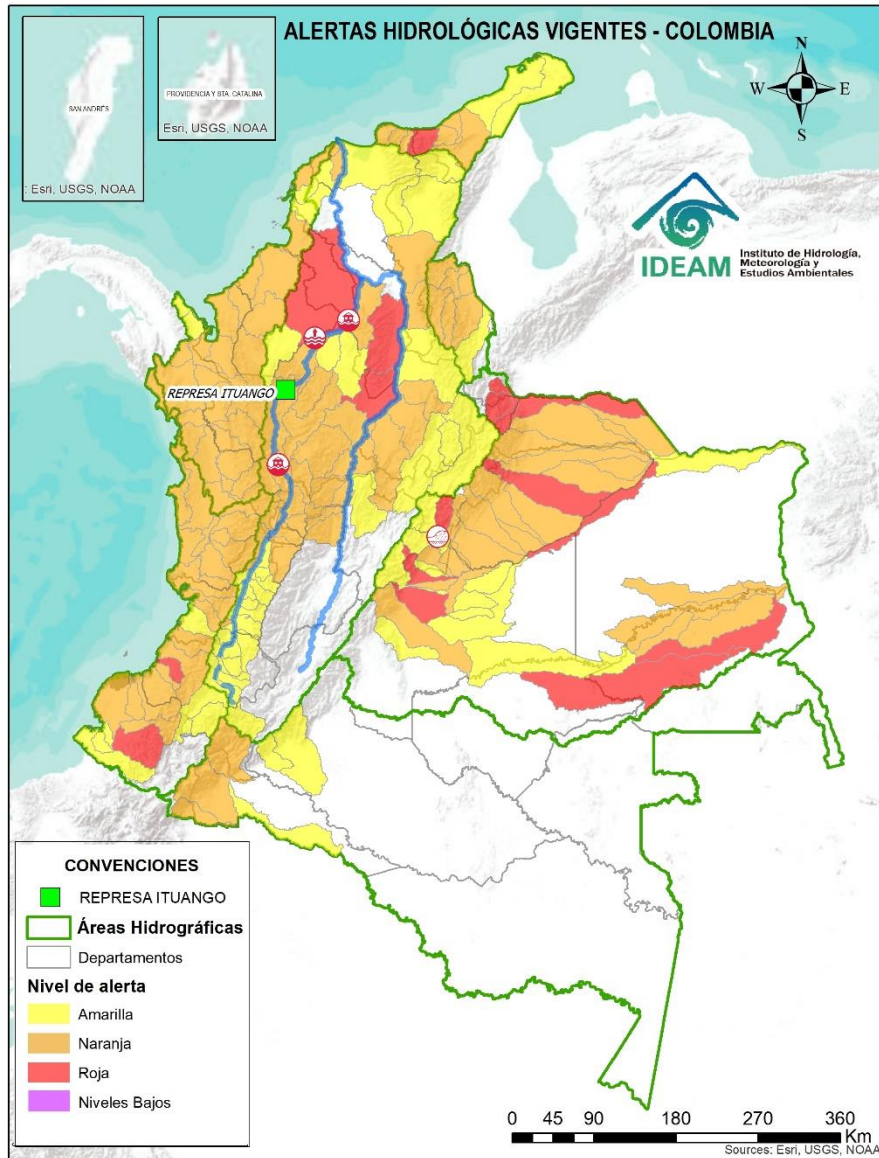 ALERTAS HIDROLÓGICAS VIGENTES - COLOMBIA
SAN ANDRÉS
: Esri, USGS, NOAA
PROVIDENCIA Y STA. CATALINA
Esri, USGS, NOAA
N
W
E
S
IDEAM
Instituto de Hidrología,
Meteorología y
Estudios Ambientales
REPRESA ITUANGO
CONVENCIONES
REPRESA ITUANGO
Áreas Hidrográficas
Departamentos
Nivel de alerta
Amarilla
Naranja
Roja
Niveles Bajos
0 45 90 180 270 360
Km
Sources: Esri, USGS, NOAA